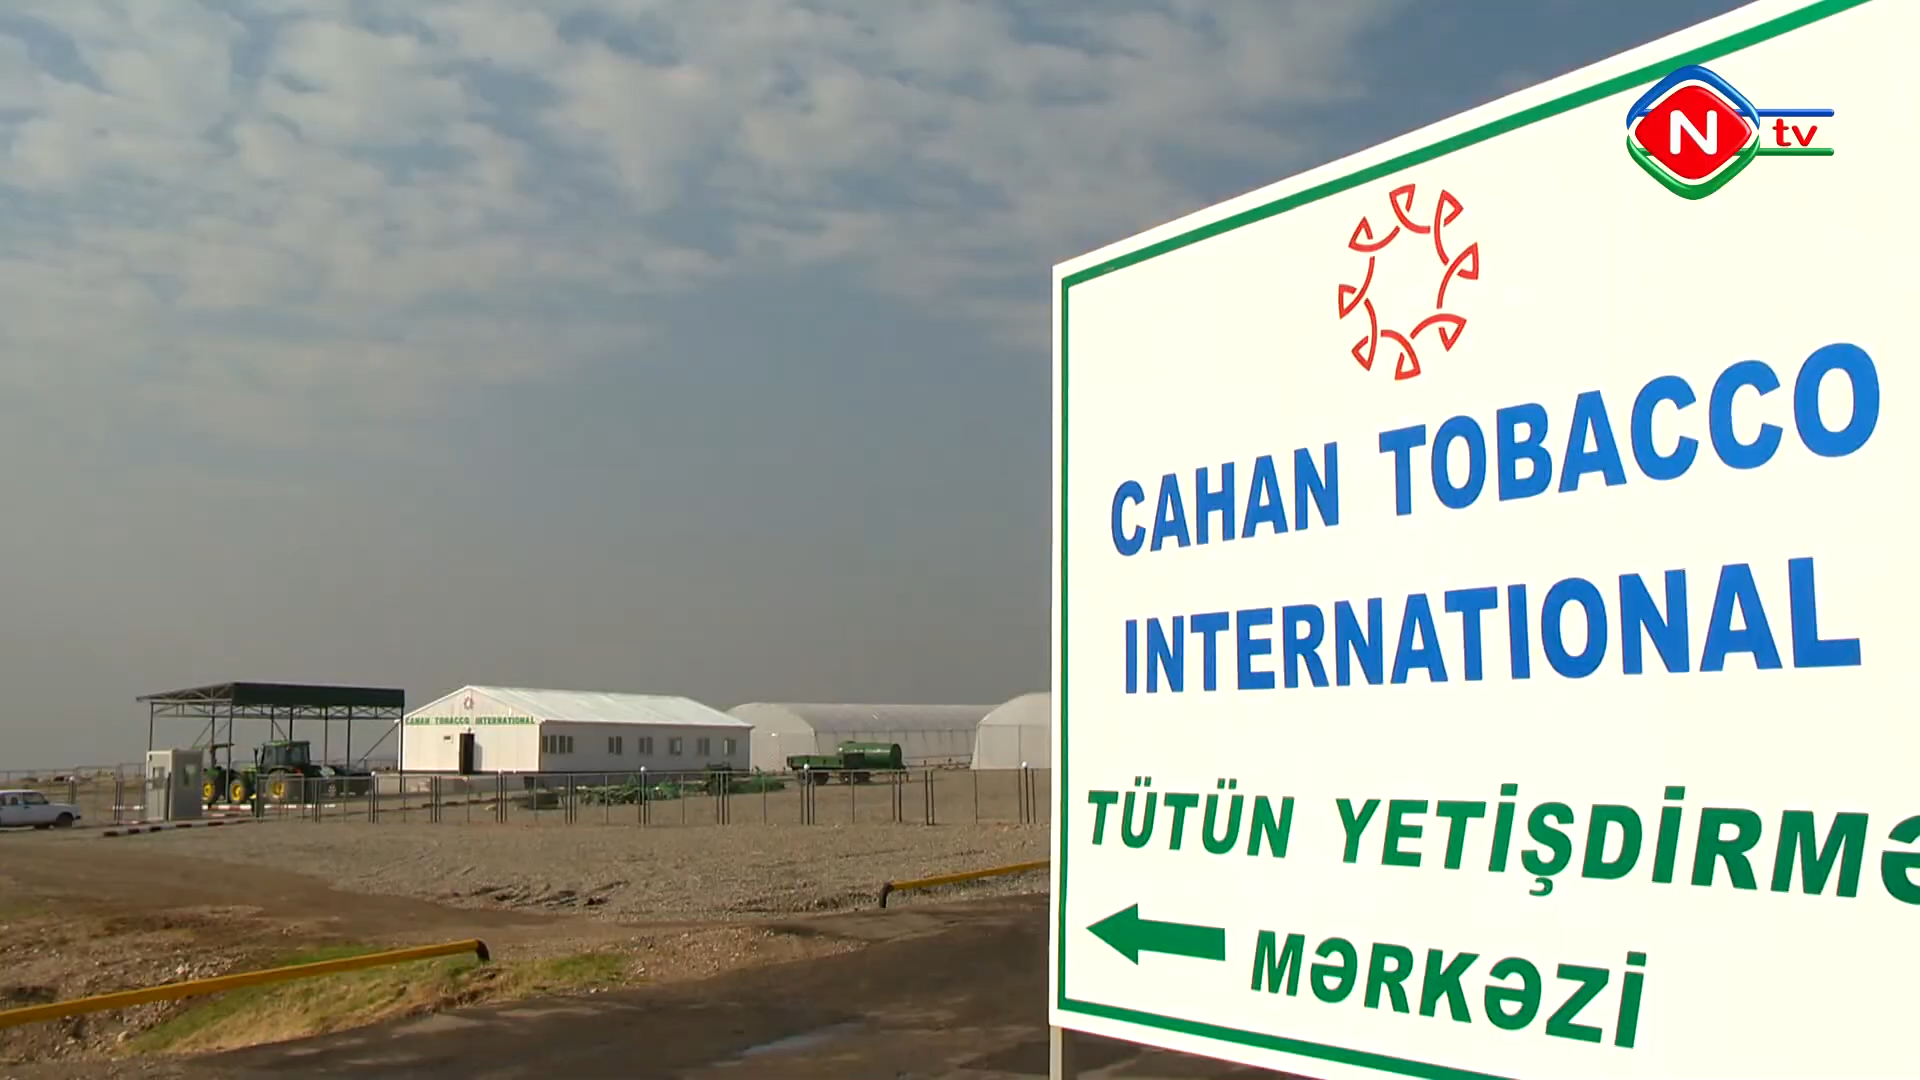 N tv
CAHAN TOBACCO
INTERNATIONAL
TÜTÜN YETİŞDİRMƏ
MƏRKƏZİ
CAHAN TOBACCO INTERNATIONAL